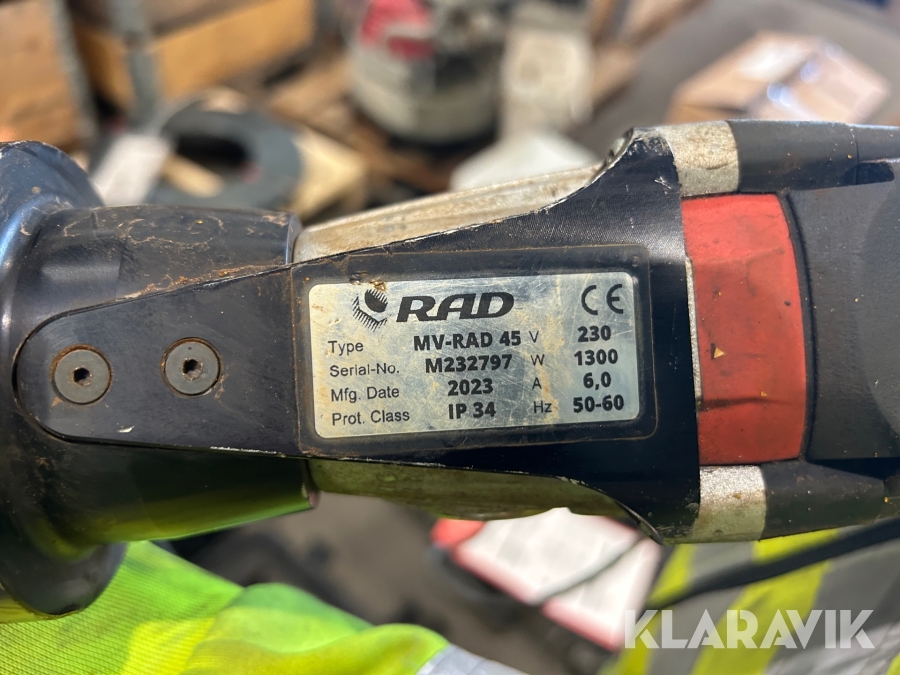 RAD CE
Type MV-RAD 45 V 230
Serial-No. M232797 W 1300
Mfg. Date 2023 A 6,0
Prot. Class IP 34 Hz 50-60
KLARAVIK